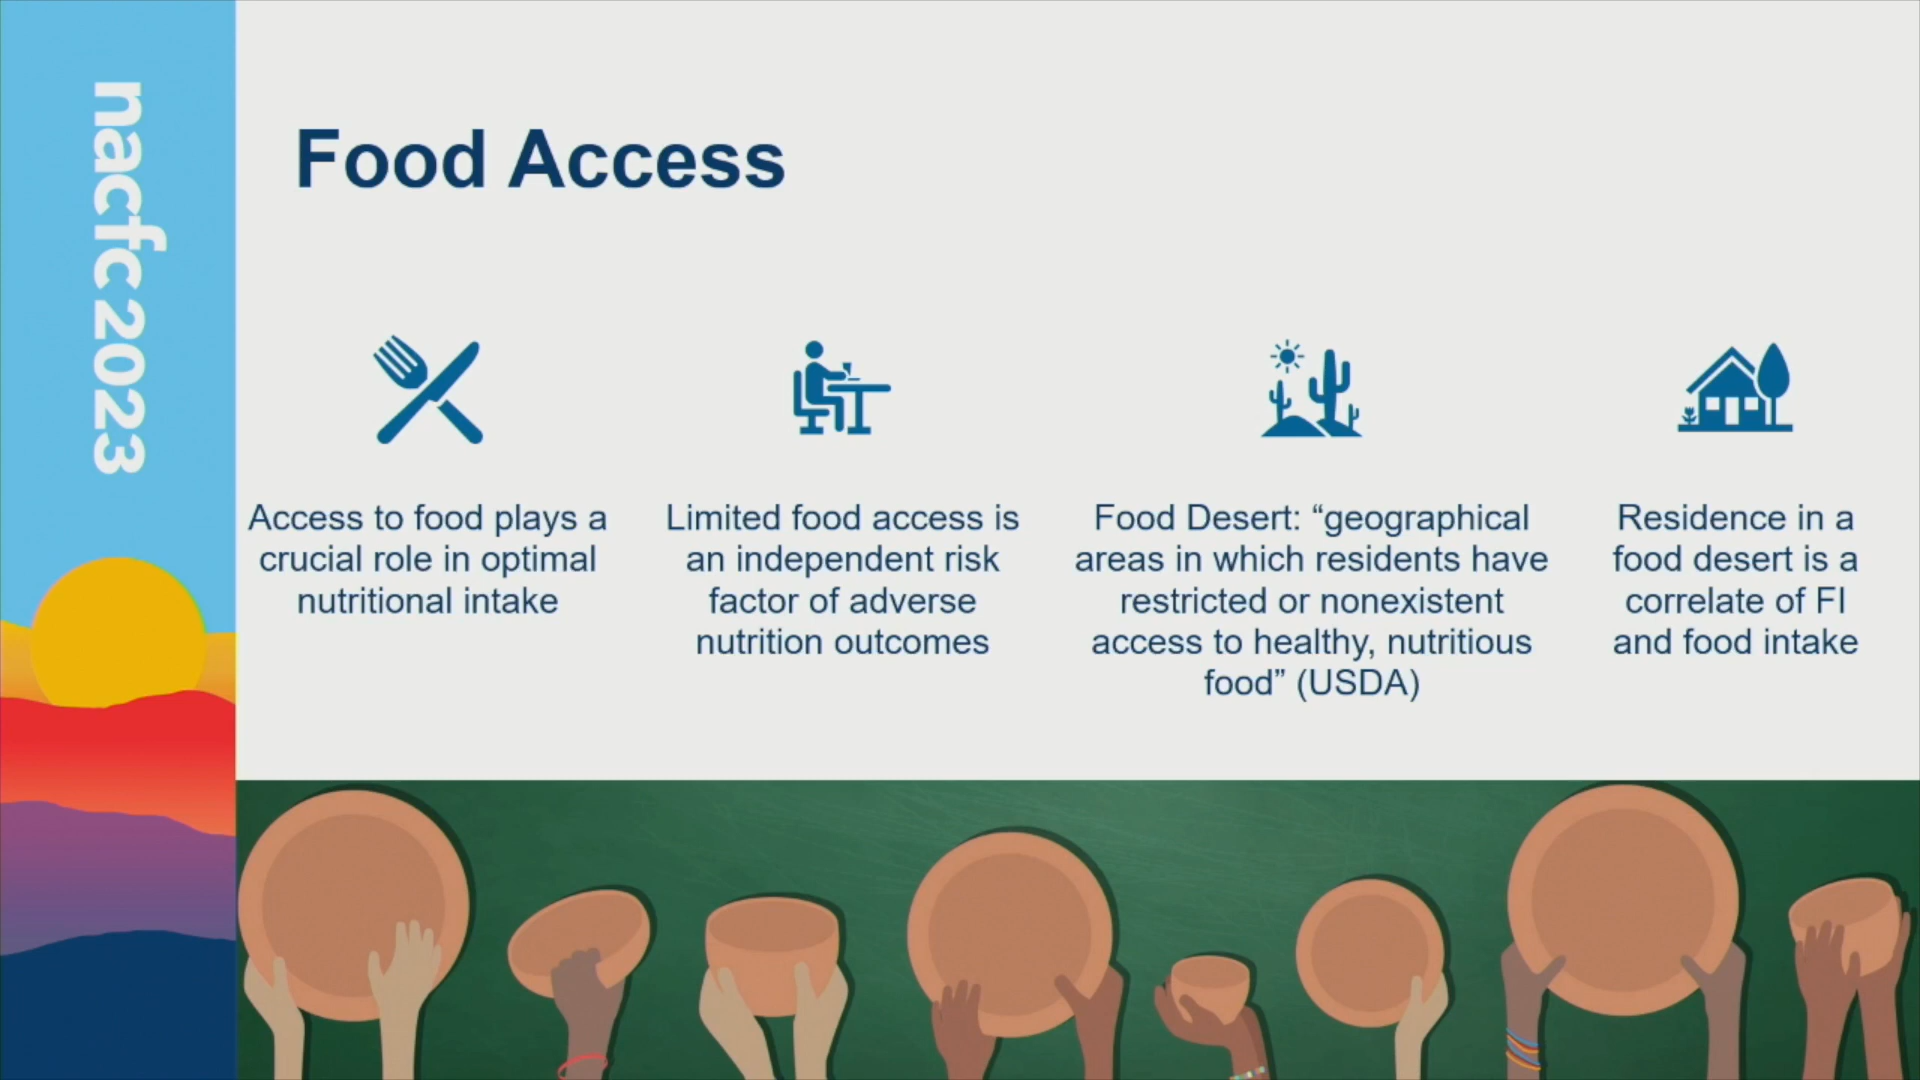 nacfc 2023
Food Access
Access to food plays a
crucial role in optimal
nutritional intake
Limited food access is
an independent risk
factor of adverse
nutrition outcomes
Food Desert: “geographical
areas in which residents have
restricted or nonexistent
access to healthy, nutritious
food” (USDA)
Residence in a
food desert is a
correlate of FI
and food intake